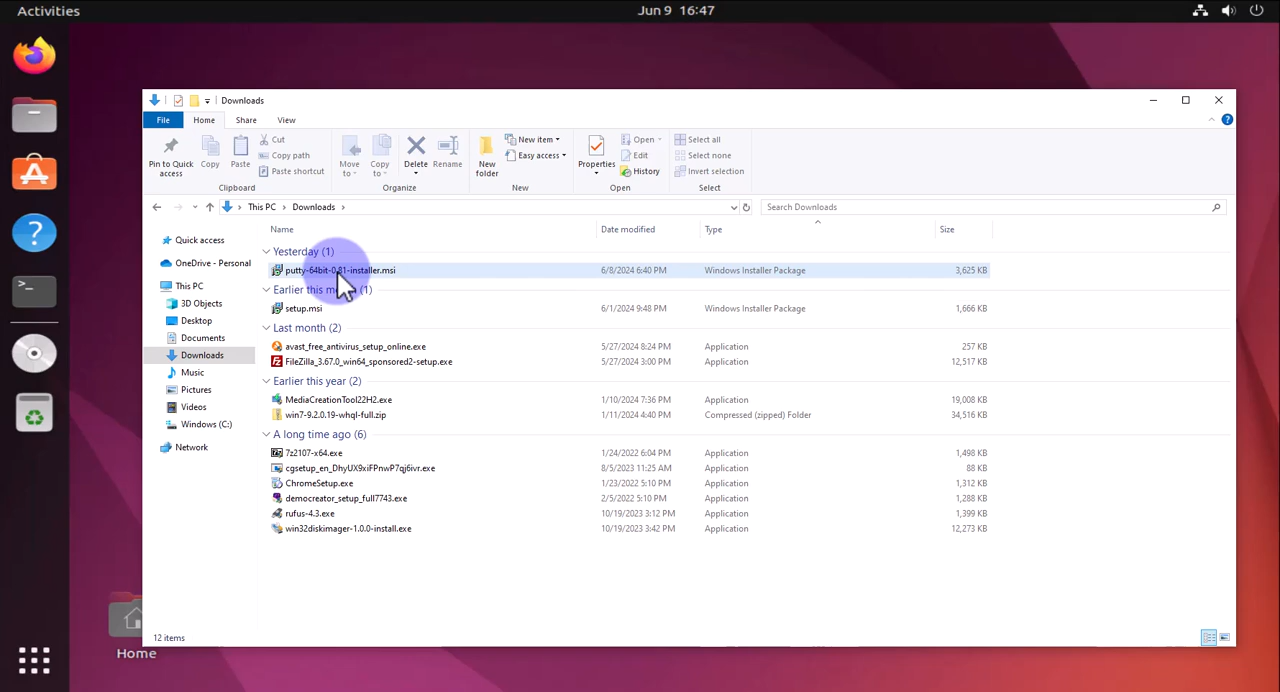 Activities
Jun 9 16:47
Downloads
File Home Share View
Pin to Quick access
Copy
Paste
Cut
Copy path
Paste shortcut
Clipboard
Move to
Copy to
Delete
Rename
Organize
New folder
New item
Easy access
New
Properties
Open
Edit
History
Open
Select all
Select none
Invert selection
Select
This PC > Downloads >
Search Downloads
Name Date modified Type Size
Quick access
OneDrive - Personal
This PC
3D Objects
Desktop
Documents
Downloads
Music
Pictures
Videos
Windows (C:)
Network
Yesterday (1)
putty-64bit-0.81-installer.msi 6/8/2024 6:40 PM Windows Installer Package 3,625 KB
Earlier this mo (1)
setup.msi 6/1/2024 9:48 PM Windows Installer Package 1,666 KB
Last month (2)
avast_free_antivirus_setup_online.exe 5/27/2024 8:24 PM Application 257 KB
FileZilla_3.67.0_win64_sponsored2-setup.exe 5/27/2024 3:00 PM Application 12,517 KB
Earlier this year (2)
MediaCreationTool22H2.exe 1/10/2024 7:36 PM Application 19,008 KB
win7-9.2.0.19-whql-full.zip 1/11/2024 4:40 PM Compressed (zipped) Folder 34,516 KB
A long time ago (6)
7z2107-x64.exe 1/24/2022 6:04 PM Application 1,498 KB
cgsetup_en_DhyUX9xiFPnwP7qj6ivr.exe 8/5/2023 11:25 AM Application 88 KB
ChromeSetup.exe 1/23/2022 5:10 PM Application 1,312 KB
democreator_setup_full7743.exe 2/5/2022 5:10 PM Application 1,288 KB
rufus-4.3.exe 10/19/2023 3:12 PM Application 1,399 KB
win32diskimager-1.0.0-install.exe 10/19/2023 3:42 PM Application 12,273 KB
12 items
Home